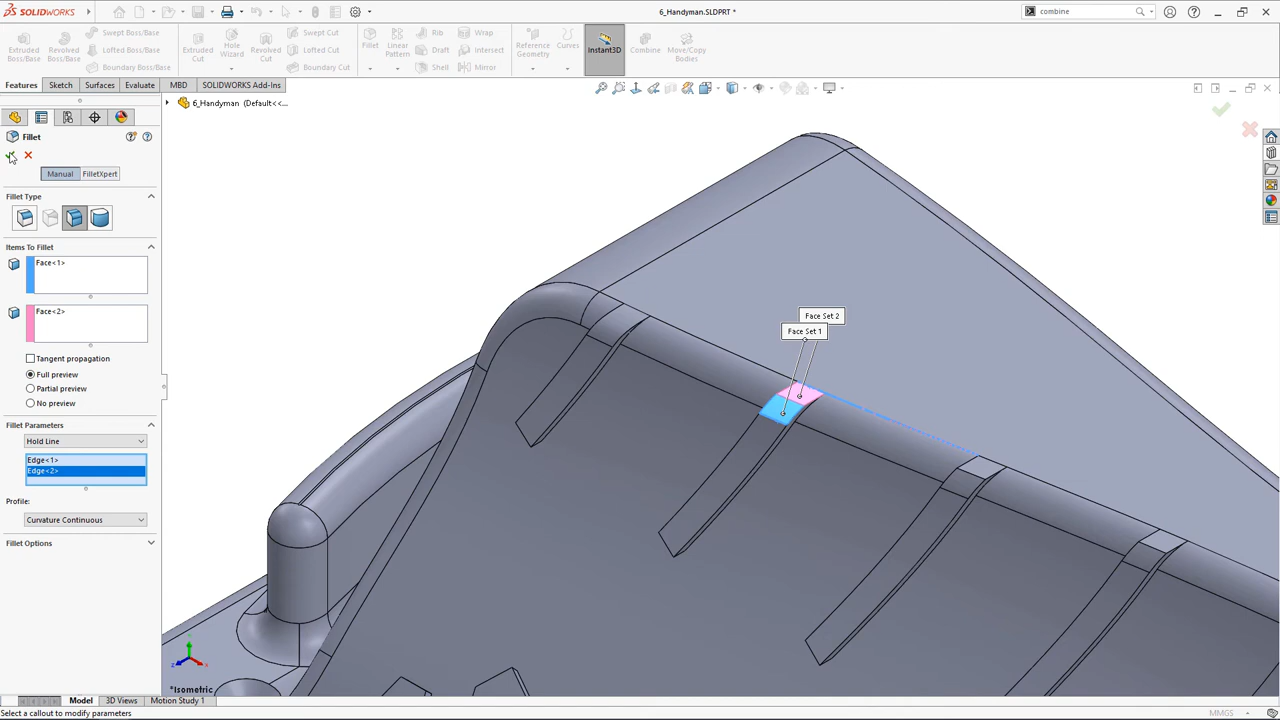 SOLIDWORKS
6_Handyman.SLDPRT *
combine
Extruded Boss/Base
Revolved Boss/Base
Swept Boss/Base
Lofted Boss/Base
Boundary Boss/Base
Extruded Cut
Hole Wizard
Revolved Cut
Swept Cut
Lofted Cut
Boundary Cut
Fillet
Linear Pattern
Rib
Draft
Shell
Wrap
Intersect
Mirror
Reference Geometry
Curves
Instant3D
Combine
Move/Copy Bodies
Features
Sketch
Surfaces
Evaluate
MBD
SOLIDWORKS Add-Ins
6_Handyman (Default<<...
Fillet
Manual
FilletXpert
Fillet Type
Items To Fillet
Face<1>
Face<2>
Tangent propagation
Full preview
Partial preview
No preview
Fillet Parameters
Hold Line
Edge<1>
Edge<2>
Profile:
Curvature Continuous
Fillet Options
Face Set 2
Face Set 1
Y
Z
X
*Isometric
Model
3D Views
Motion Study 1
Select a callout to modify parameters
MMGS